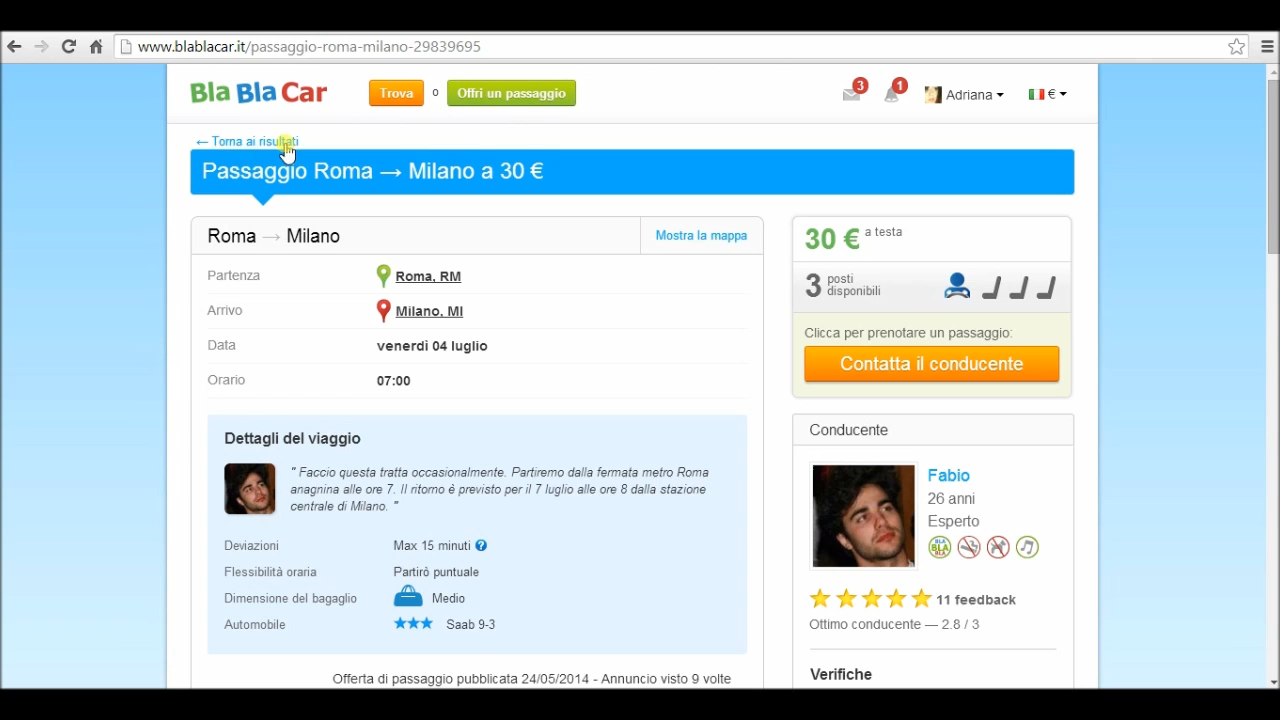 www.blablacar.it/passaggio-roma-milano-29839695
Bla Bla Car
Trova
0
Offri un passaggio
3
1
Adriana
€
← Torna ai risultati
Passaggio Roma → Milano a 30 €
Roma → Milano
Mostra la mappa
Partenza
Roma, RM
Arrivo
Milano, MI
Data
venerdì 04 luglio
Orario
07:00
Dettagli del viaggio
" Faccio questa tratta occasionalmente. Partiremo dalla fermata metro Roma
anagnina alle ore 7. Il ritorno è previsto per il 7 luglio alle ore 8 dalla stazione
centrale di Milano. "
Deviazioni
Max 15 minuti ?
Flessibilità oraria
Partirò puntuale
Dimensione del bagaglio
Medio
Automobile
Saab 9-3
Offerta di passaggio pubblicata 24/05/2014 - Annuncio visto 9 volte
30 € a testa
3 posti
disponibili
Clicca per prenotare un passaggio:
Contatta il conducente
Conducente
Fabio
26 anni
Esperto
BLA
BLA
BLA
11 feedback
Ottimo conducente — 2.8 / 3
Verifiche